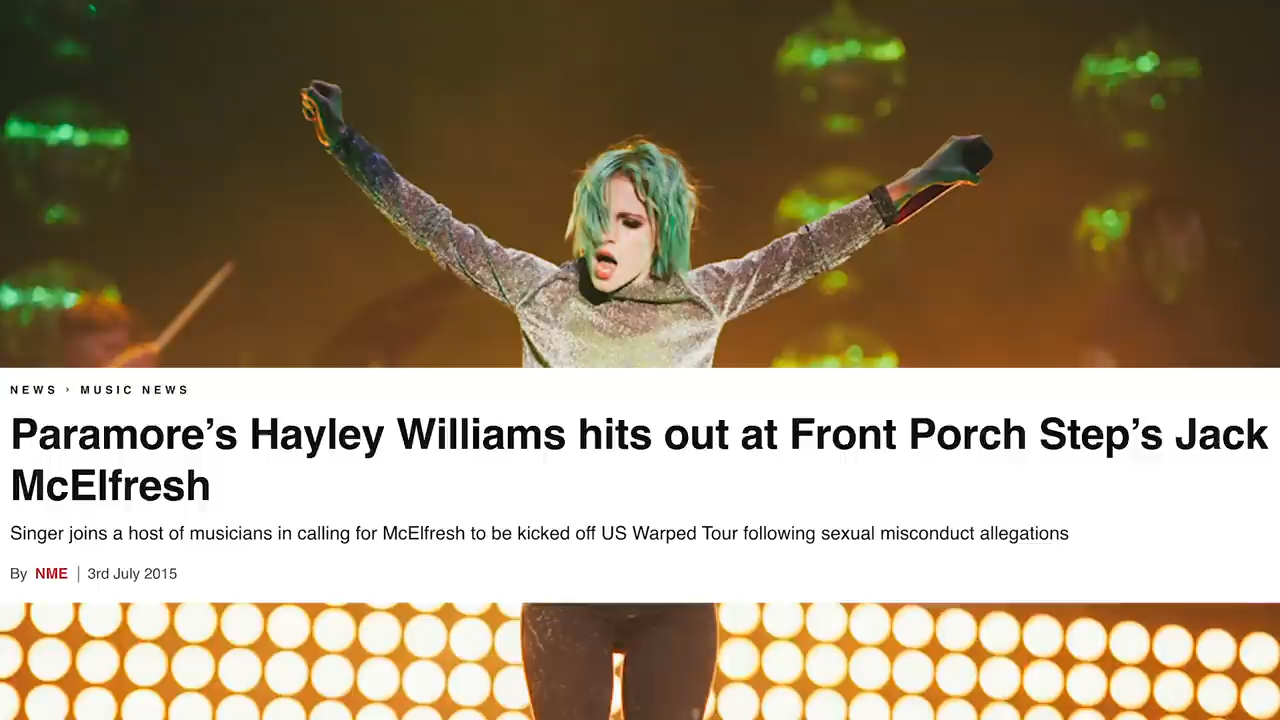 NEWS › MUSIC NEWS
Paramore’s Hayley Williams hits out at Front Porch Step’s Jack
McElfresh
Singer joins a host of musicians in calling for McElfresh to be kicked off US Warped Tour following sexual misconduct allegations
By NME | 3rd July 2015